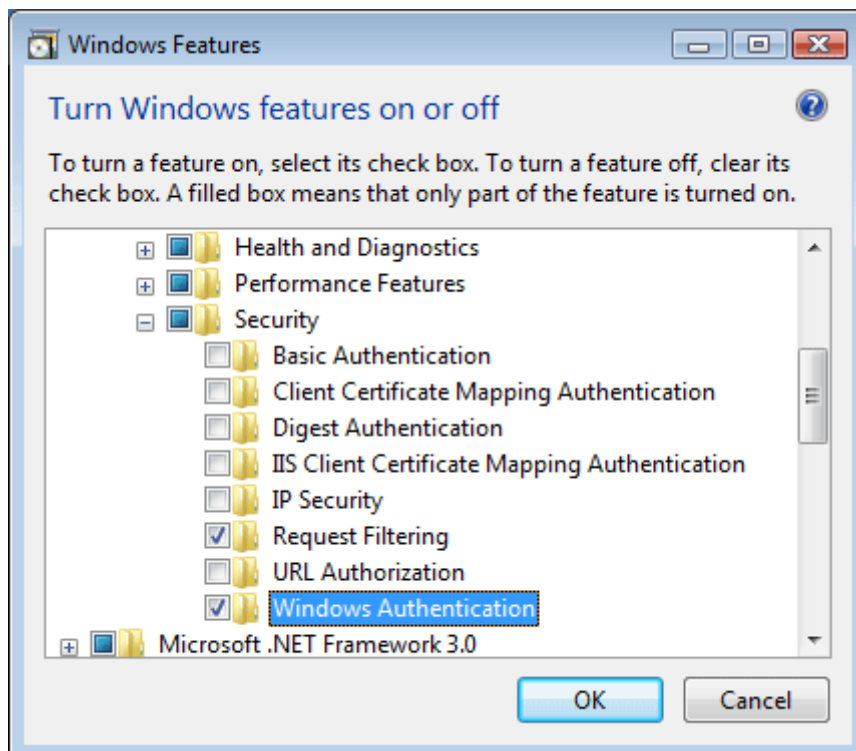 Windows Features
Turn Windows features on or off
To turn a feature on, select its check box. To turn a feature off, clear its
check box. A filled box means that only part of the feature is turned on.
Health and Diagnostics
Performance Features
Security
Basic Authentication
Client Certificate Mapping Authentication
Digest Authentication
IIS Client Certificate Mapping Authentication
IP Security
Request Filtering
URL Authorization
Windows Authentication
Microsoft .NET Framework 3.0
OK Cancel